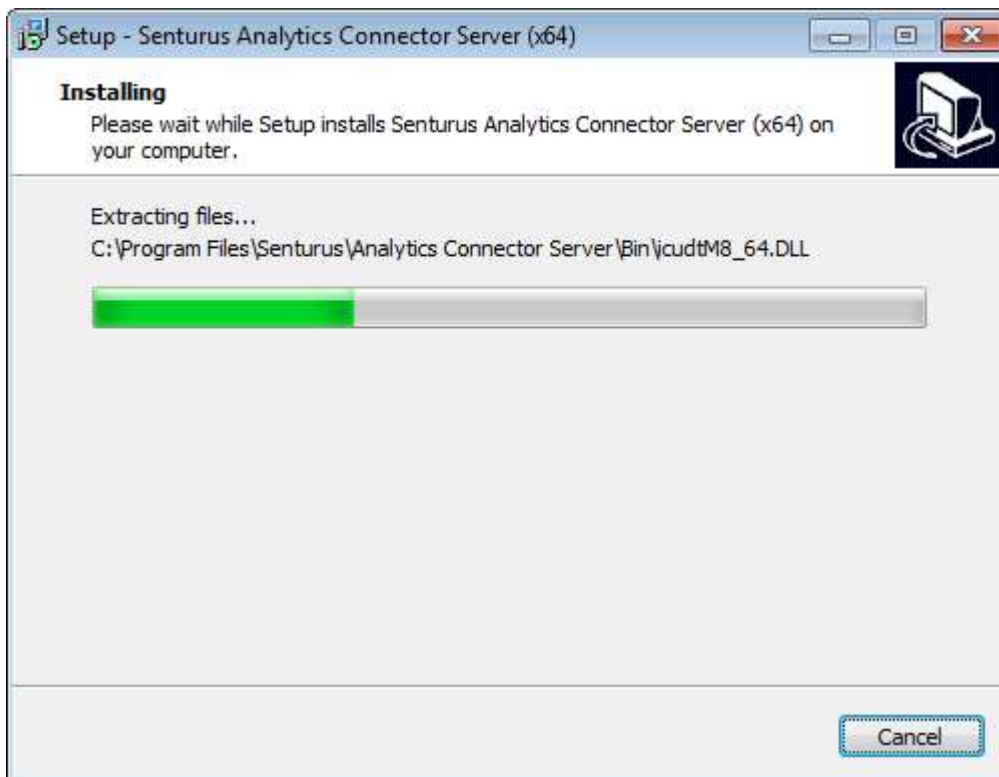 Setup - Senturus Analytics Connector Server (x64)
Installing
Please wait while Setup installs Senturus Analytics Connector Server (x64) on
your computer.
Extracting files...
C:\Program Files\Senturus\Analytics Connector Server\Bin\icudtM8_64.DLL
Cancel